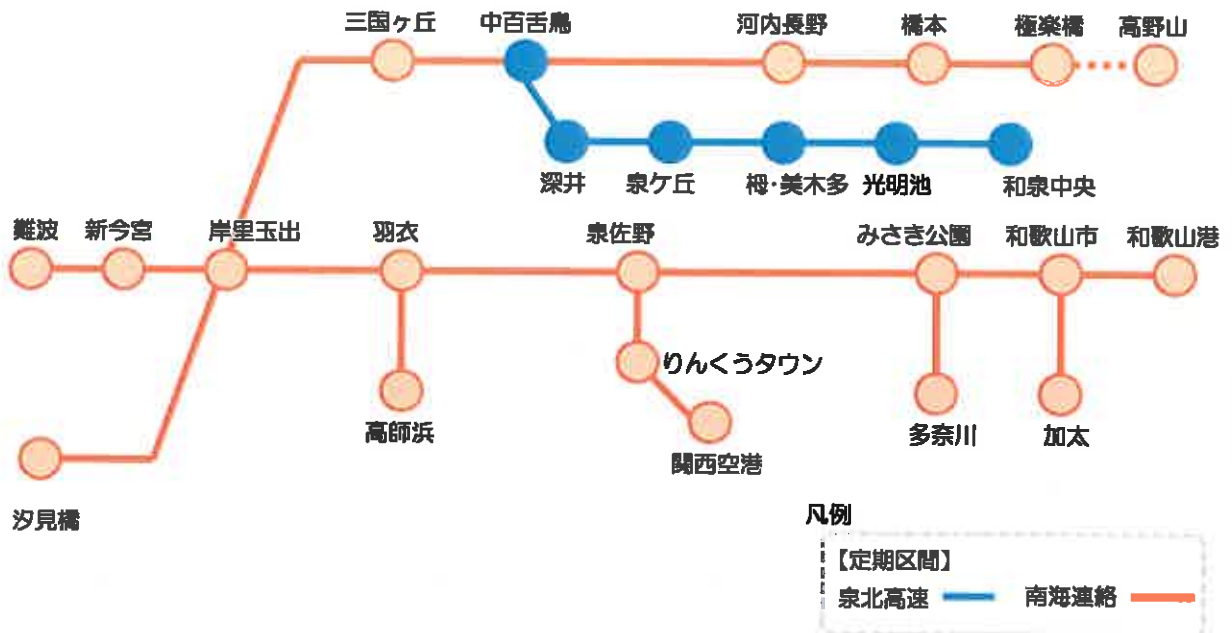 三国ヶ丘 中百舌鳥 河内長野 橋本 極楽橋 高野山
深井 泉ケ丘 栂・美木多 光明池 和泉中央
難波 新今宮 岸里玉出 羽衣 泉佐野 みさき公園 和歌山市 和歌山港
りんくうタウン
高師浜 多奈川 加太
関西空港
汐見橋
凡例
【定期区間】
泉北高速 南海連絡